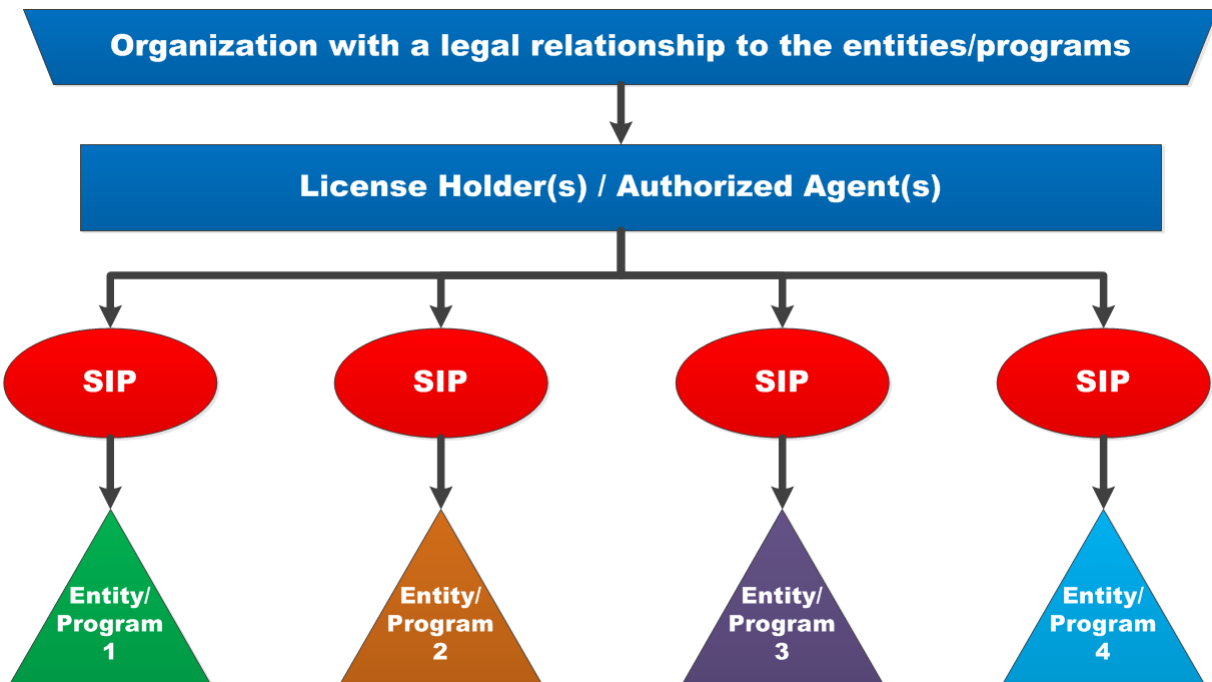 Organization with a legal relationship to the entities/programs
License Holder(s) / Authorized Agent(s)
SIP
SIP
SIP
SIP
Entity/
Program
1
Entity/
Program
2
Entity/
Program
3
Entity/
Program
4